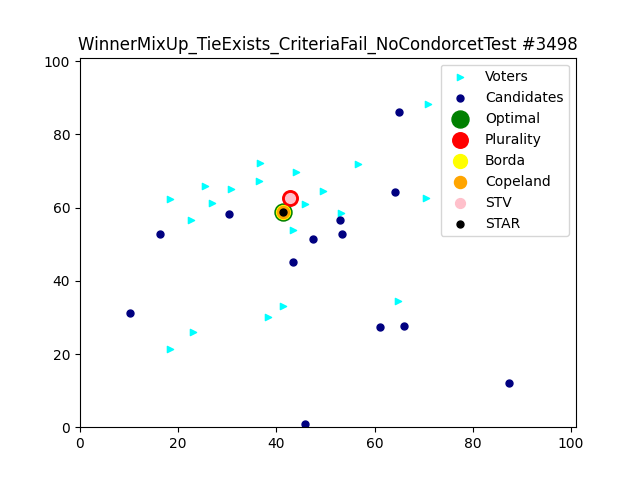 WinnerMixUp_TieExists_CriteriaFail_NoCondorcetTest #3498
100
80
60
40
20
0
0 20 40 60 80 100
Voters
Candidates
Optimal
Plurality
Borda
Copeland
STV
STAR